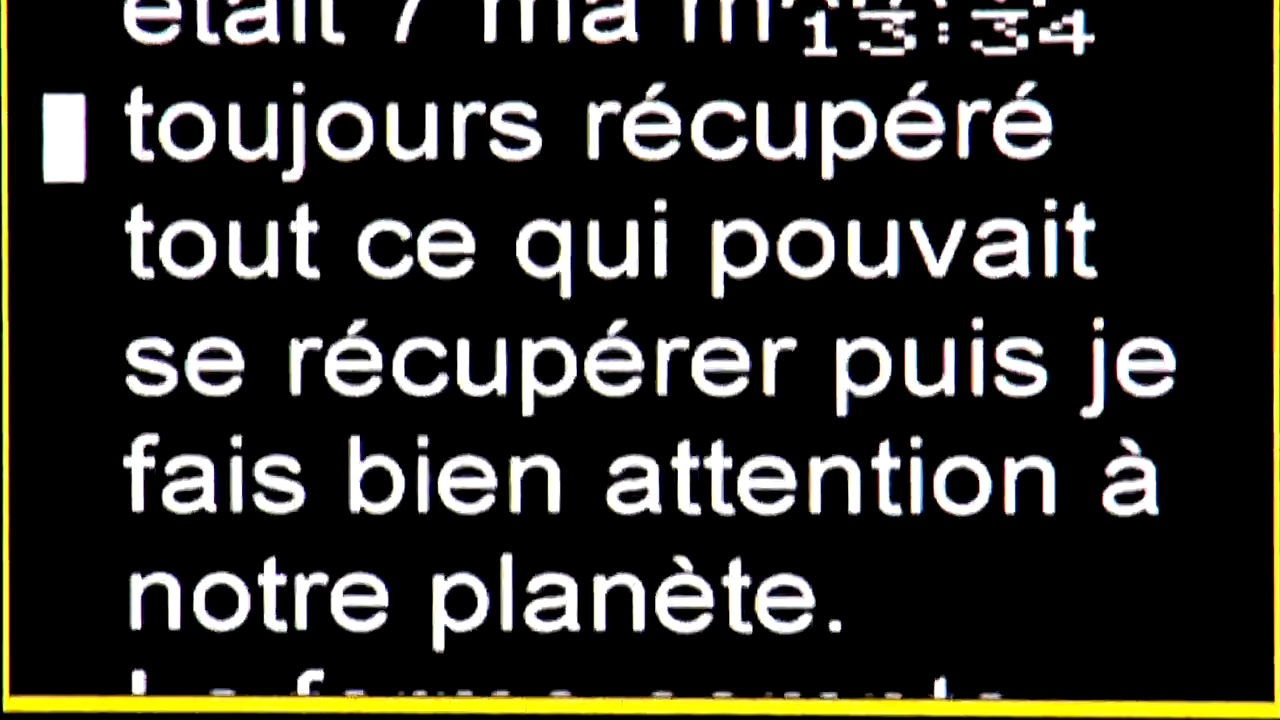 était 7 ma m 13:34
toujours récupéré
tout ce qui pouvait
se récupérer puis je
fais bien attention à
notre planète.